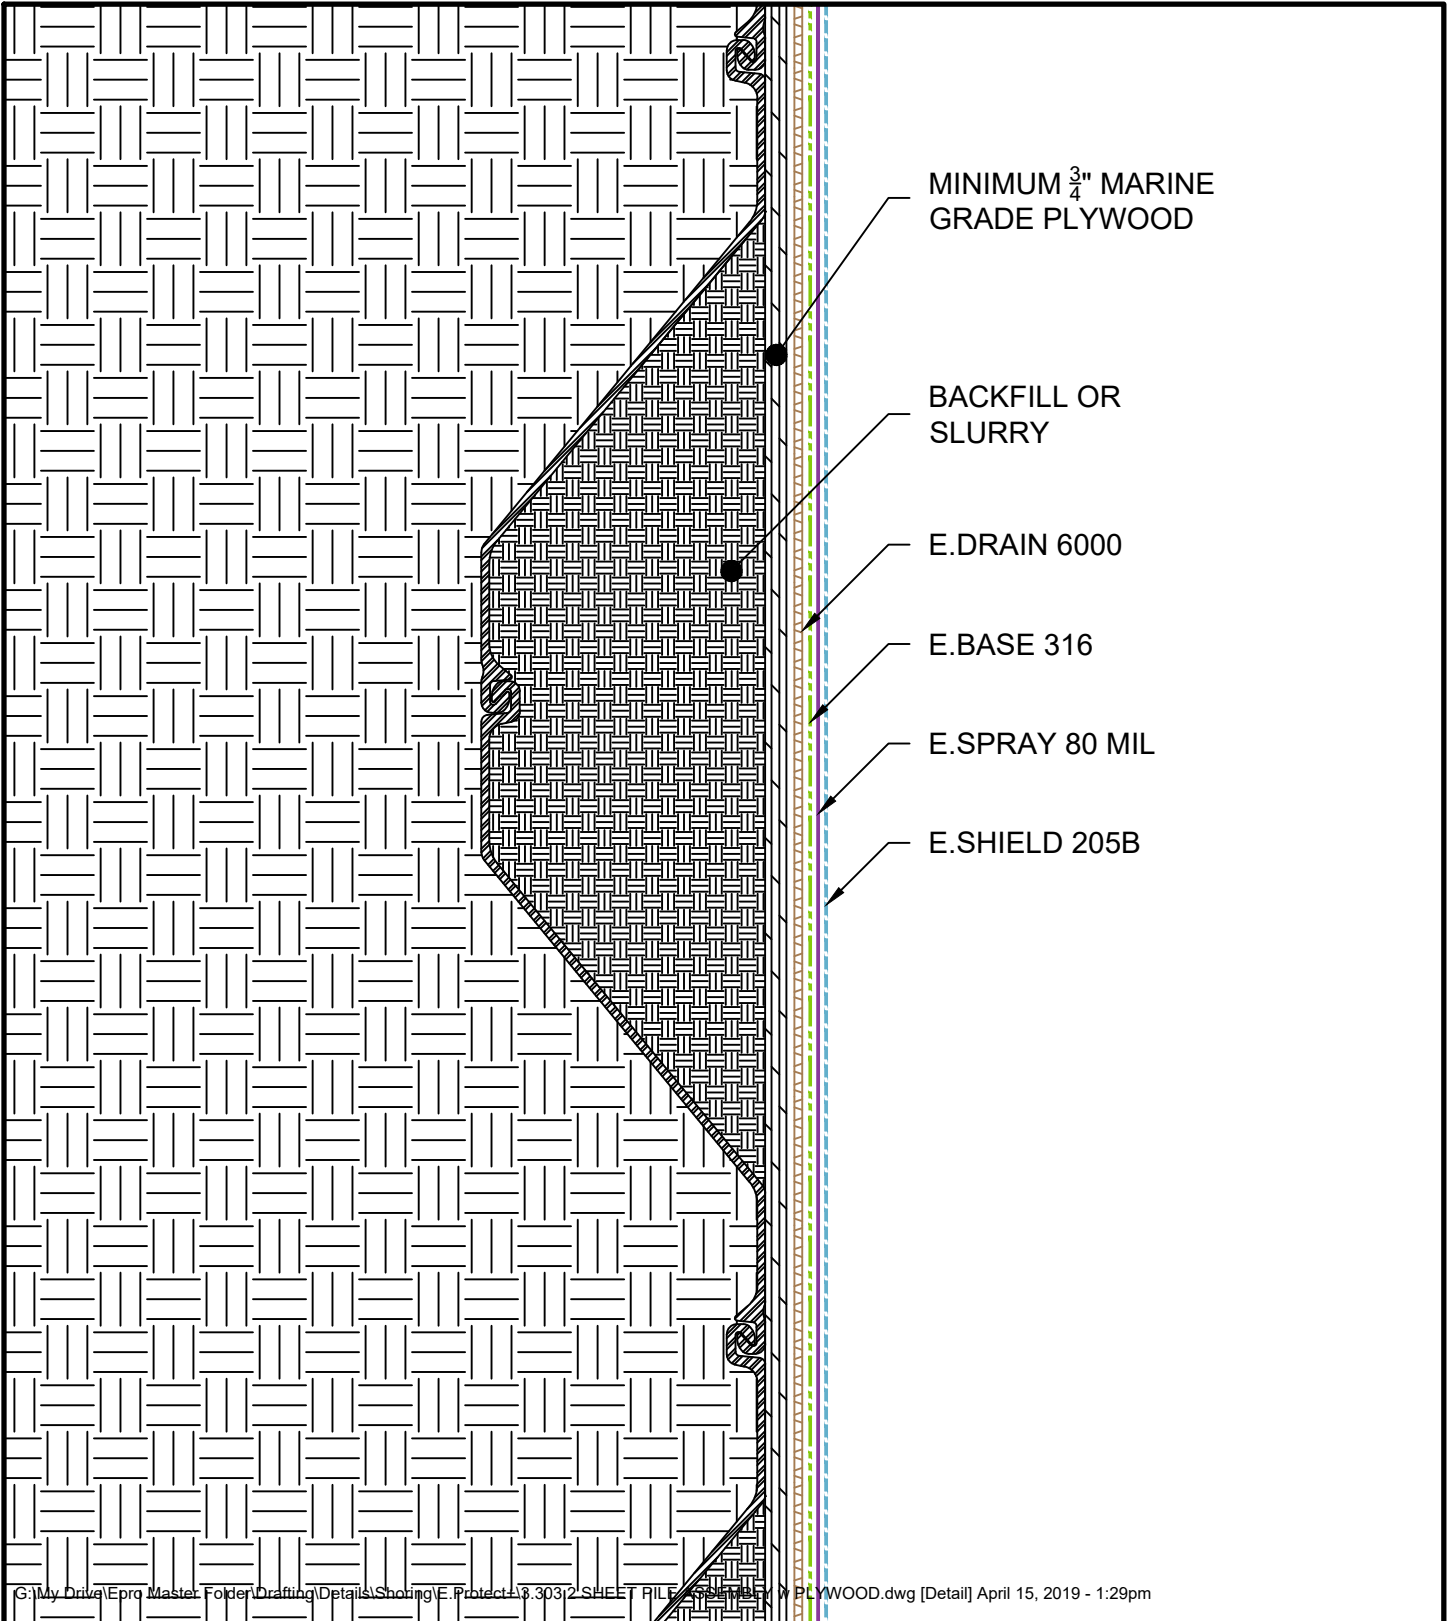 MINIMUM 3/4" MARINE
GRADE PLYWOOD
BACKFILL OR
SLURRY
E.DRAIN 6000
E.BASE 316
E.SPRAY 80 MIL
E.SHIELD 205B
G:\My Drive\Epro Master Folder\Drafting\Details\Shoring\E.Protect+\3.303.2 SHEET PILE ASSEMBLY w PLYWOOD.dwg [Detail] April 15, 2019 - 1:29pm